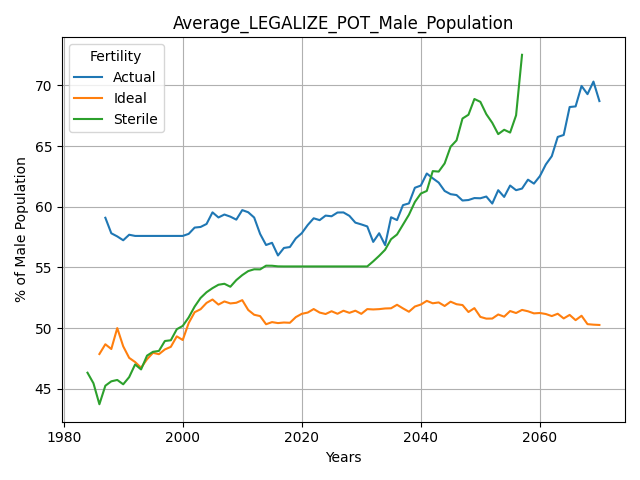 Average_LEGALIZE_POT_Male_Population
Fertility
Actual
Ideal
Sterile
% of Male Population
70
65
60
55
50
45
1980
2000
2020
2040
2060
Years